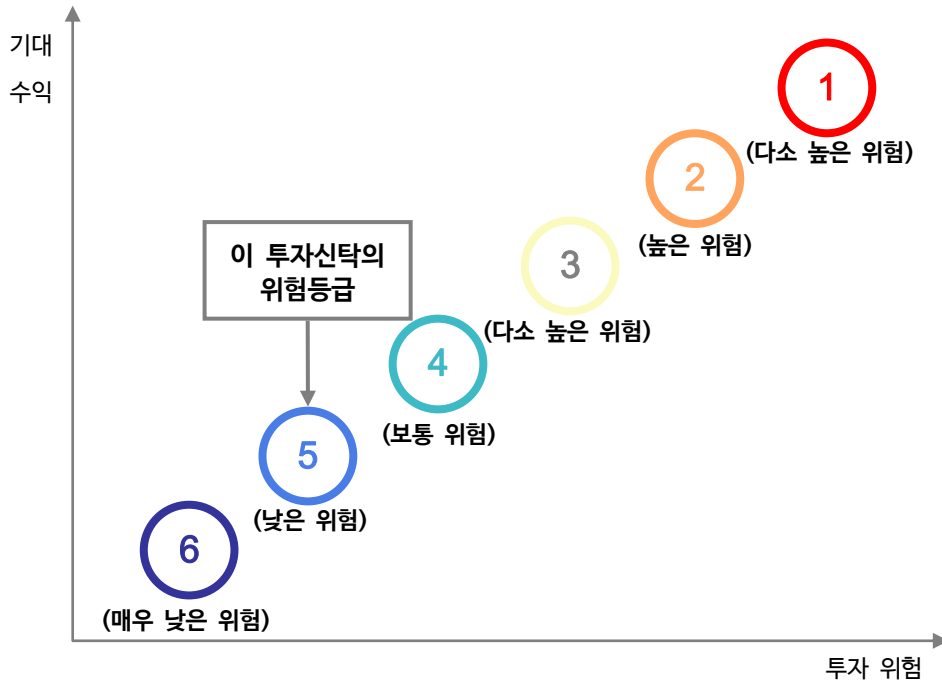 기대
수익
1
(다소 높은 위험)
2
(높은 위험)
이 투자신탁의
위험등급
3
(다소 높은 위험)
4
(보통 위험)
5
(낮은 위험)
6
(매우 낮은 위험)
투자 위험